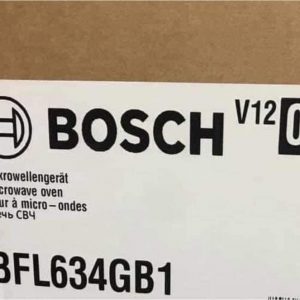 BOSCH V12
krowellengerät
crowave oven
ur à micro - ondes
чь СВЧ
BFL634GB1